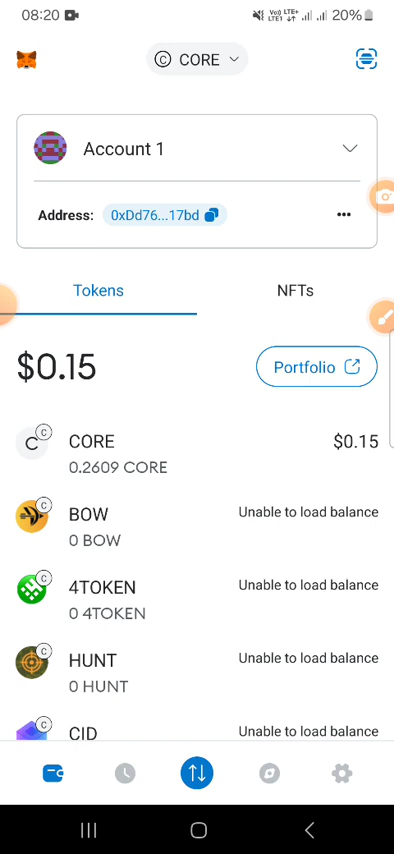 08:20
Vo)) LTE+
LTE1
20%
C CORE
Account 1
Address: 0xDd76...17bd
Tokens
NFTs
$0.15
Portfolio
C
C
CORE
$0.15
0.2609 CORE
C
BOW
Unable to load balance
0 BOW
C
4TOKEN
Unable to load balance
0 4TOKEN
C
HUNT
Unable to load balance
0 HUNT
C
CID
Unable to load balance